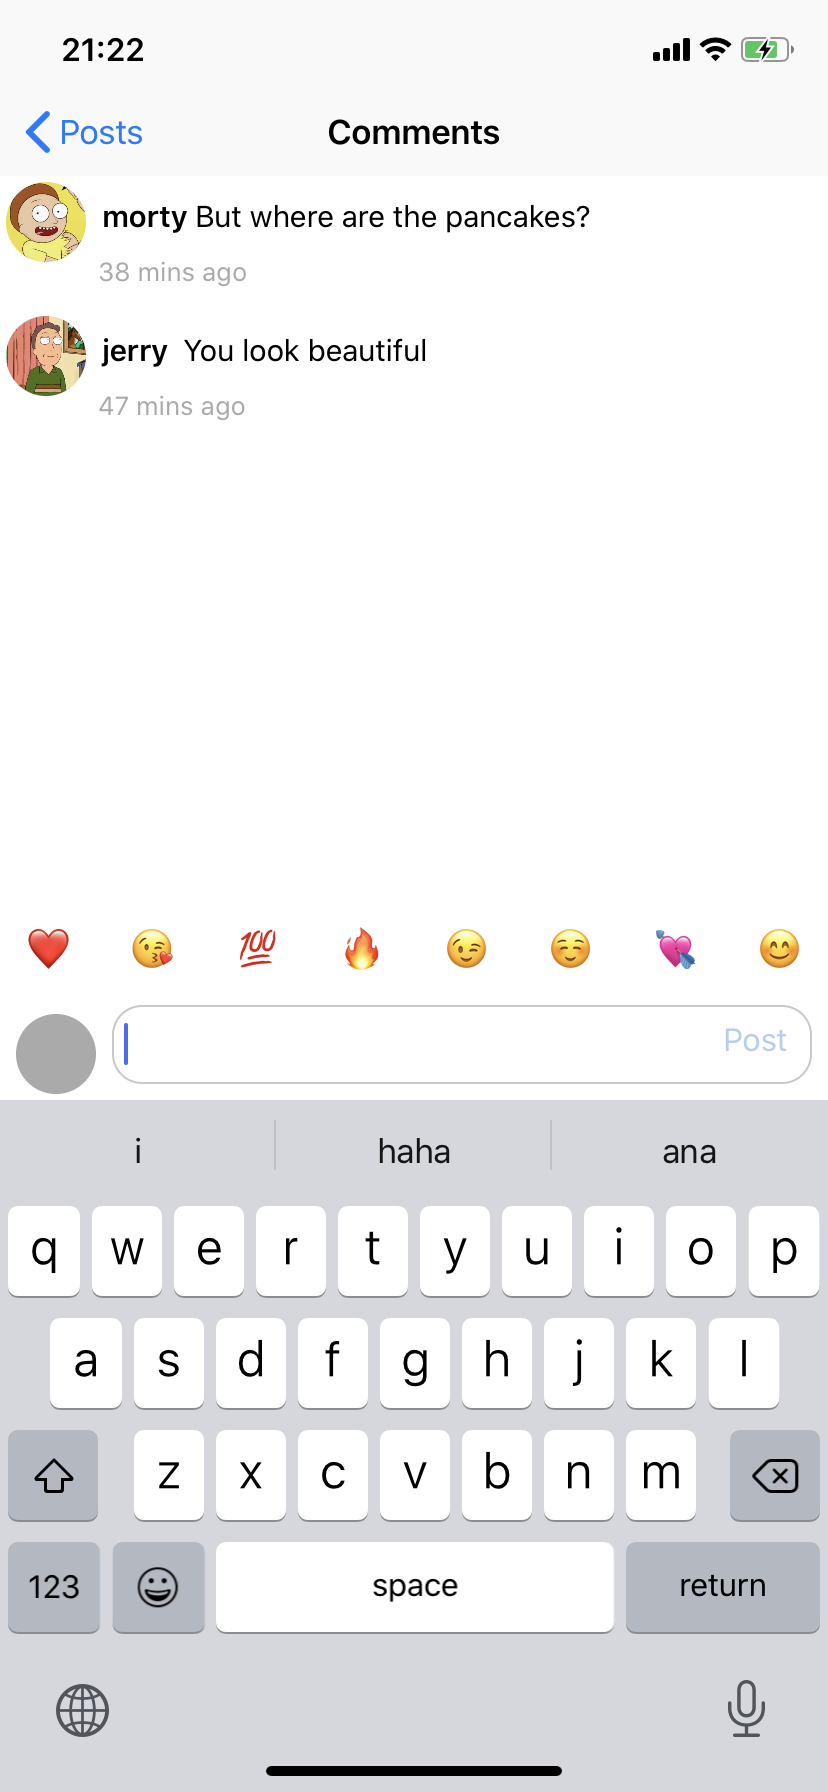 21:22
Posts
Comments
morty But where are the pancakes?
38 mins ago
jerry You look beautiful
47 mins ago
❤️ 😘 💯 🔥 😉 ☺️ 💘 😊
Post
i haha ana
q w e r t y u i o p
a s d f g h j k l
z x c v b n m
123 space return